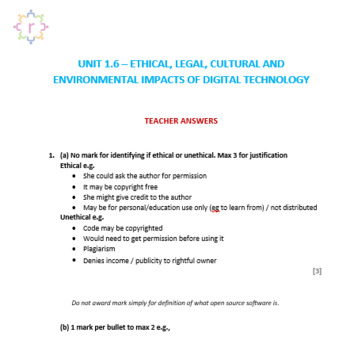 r
UNIT 1.6 – ETHICAL, LEGAL, CULTURAL AND
ENVIRONMENTAL IMPACTS OF DIGITAL TECHNOLOGY
TEACHER ANSWERS
1. (a) No mark for identifying if ethical or unethical. Max 3 for justification
Ethical e.g.
• She could ask the author for permission
• It may be copyright free
• She might give credit to the author
• May be for personal/education use only (eg to learn from) / not distributed
Unethical e.g.
• Code may be copyrighted
• Would need to get permission before using it
• Plagiarism
• Denies income / publicity to rightful owner
[3]
Do not award mark simply for definition of what open source software is.
(b) 1 mark per bullet to max 2 e.g.,